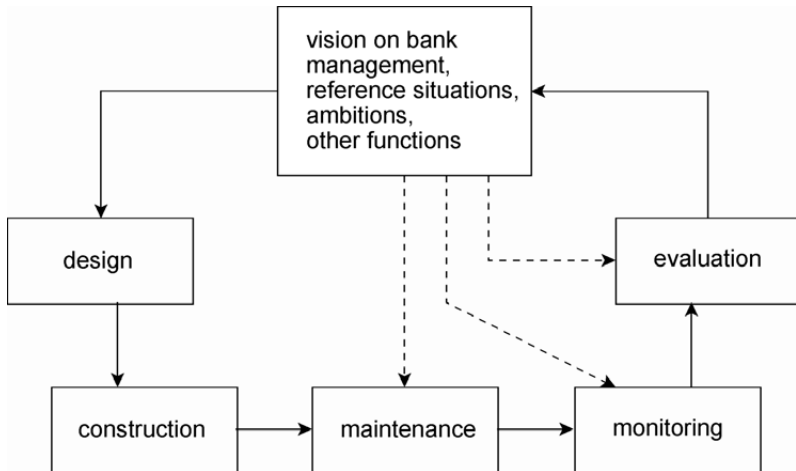 vision on bank
management,
reference situations,
ambitions,
other functions
design
evaluation
construction
maintenance
monitoring